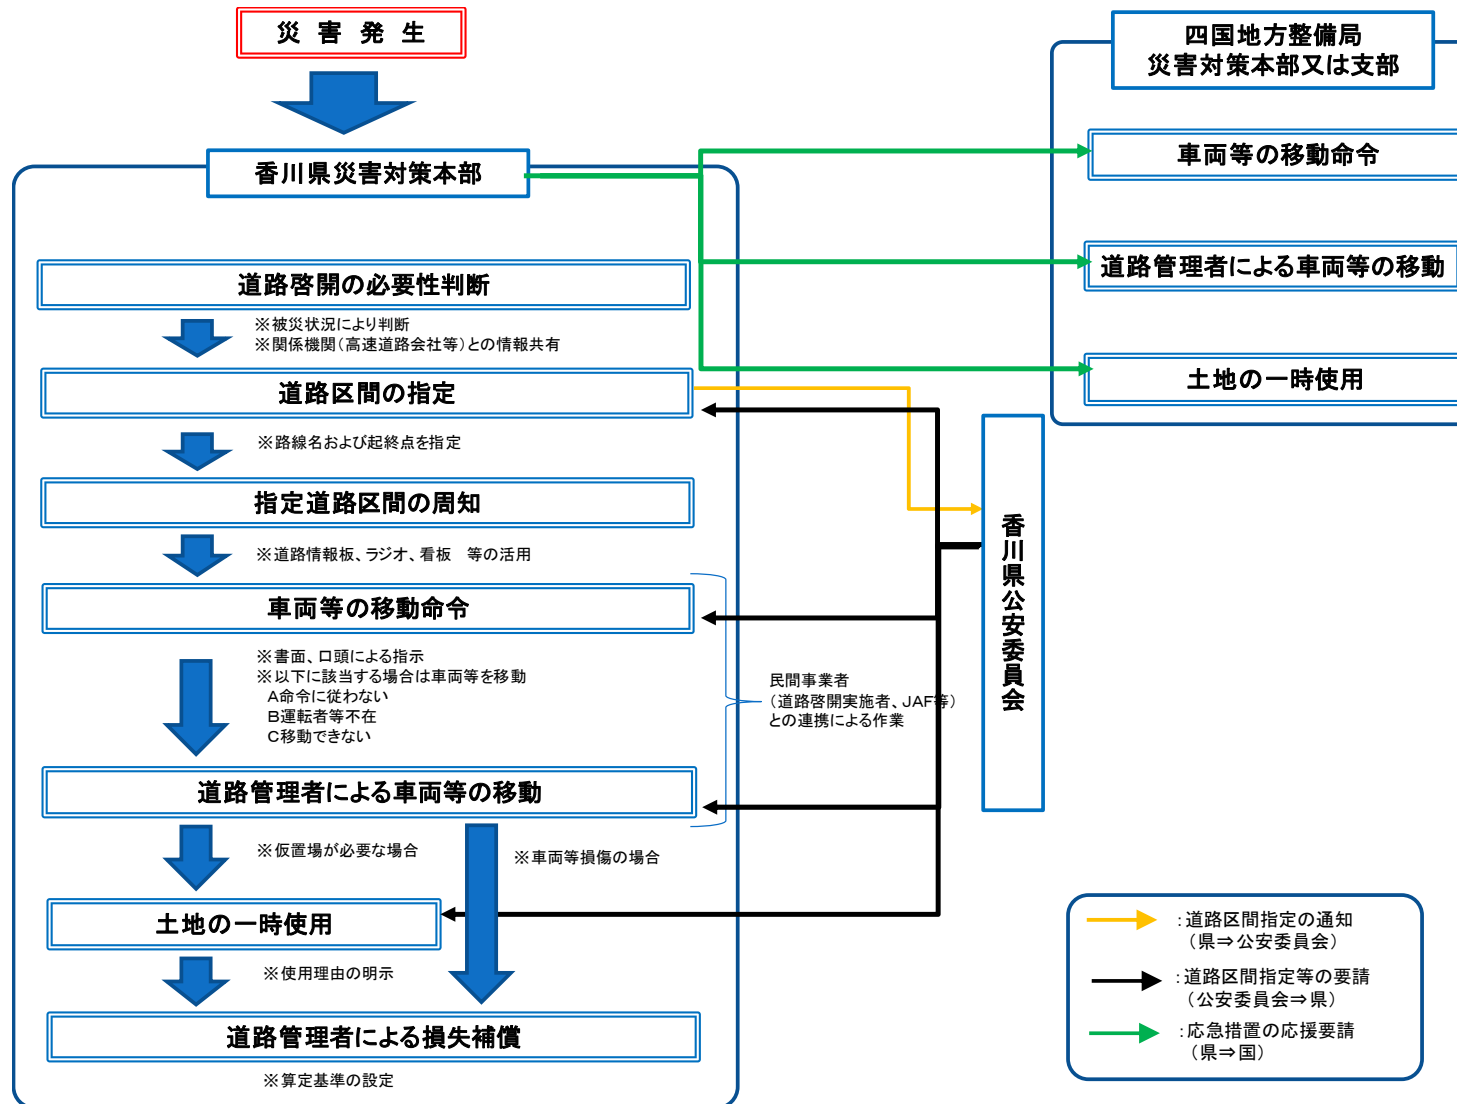 災 害 発 生
四国地方整備局
災害対策本部又は支部
車両等の移動命令
道路管理者による車両等の移動
土地の一時使用
香川県災害対策本部
道路啓開の必要性判断
※被災状況により判断
※関係機関(高速道路会社等)との情報共有
道路区間の指定
※路線名および起終点を指定
指定道路区間の周知
※道路情報板、ラジオ、看板　等の活用
車両等の移動命令
※書面、口頭による指示
※以下に該当する場合は車両等を移動
A命令に従わない
B運転者等不在
C移動できない
民間事業者
(道路啓開実施者、JAF等)
との連携による作業
道路管理者による車両等の移動
※仮置場が必要な場合
※車両等損傷の場合
土地の一時使用
※使用理由の明示
道路管理者による損失補償
※算定基準の設定
香川県公安委員会
:道路区間指定の通知
(県⇒公安委員会)
:道路区間指定等の要請
(公安委員会⇒県)
:応急措置の応援要請
(県⇒国)